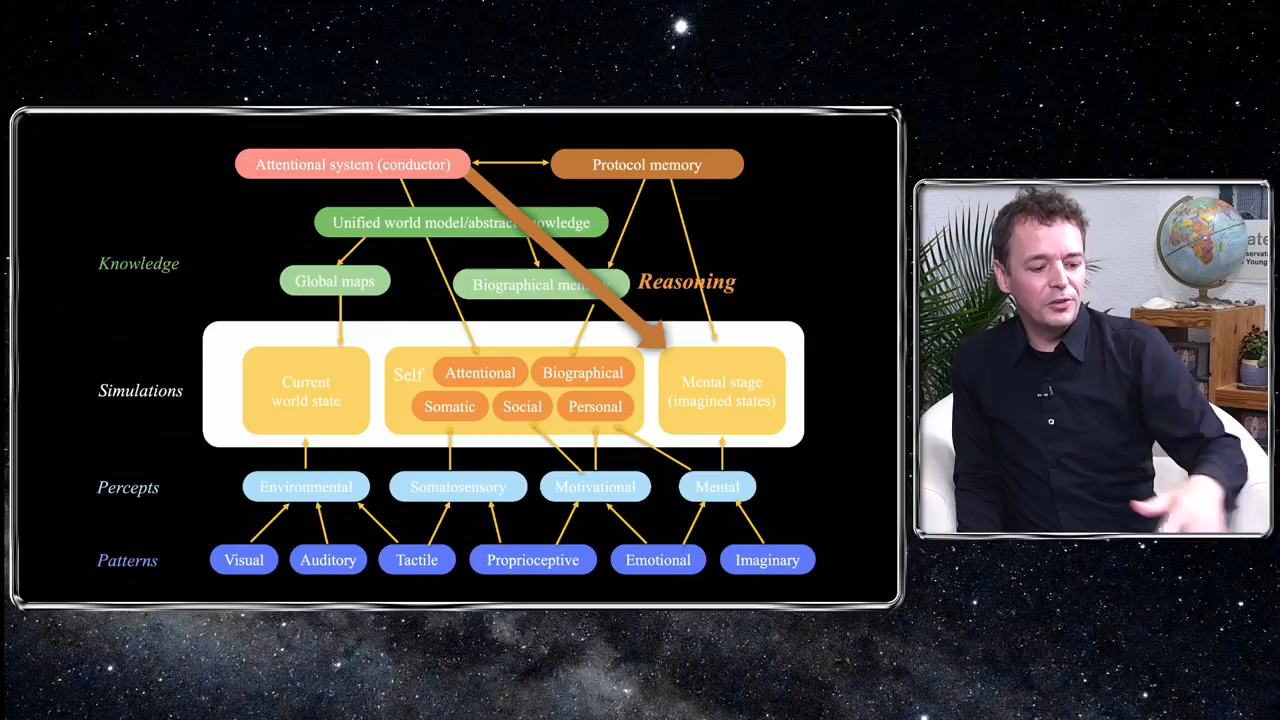 Attentional system (conductor)
Protocol memory
Unified world model/abstract
Knowledge
Global maps
Biographical
Reasoning
Simulations
Current
world state
Self
Attentional
Biographical
Somatic
Social
Personal
Mental stage
(imagined states)
Percepts
Environmental
Somatosensory
Motivational
Mental
Patterns
Visual
Auditory
Tactile
Proprioceptive
Emotional
Imaginary
Young